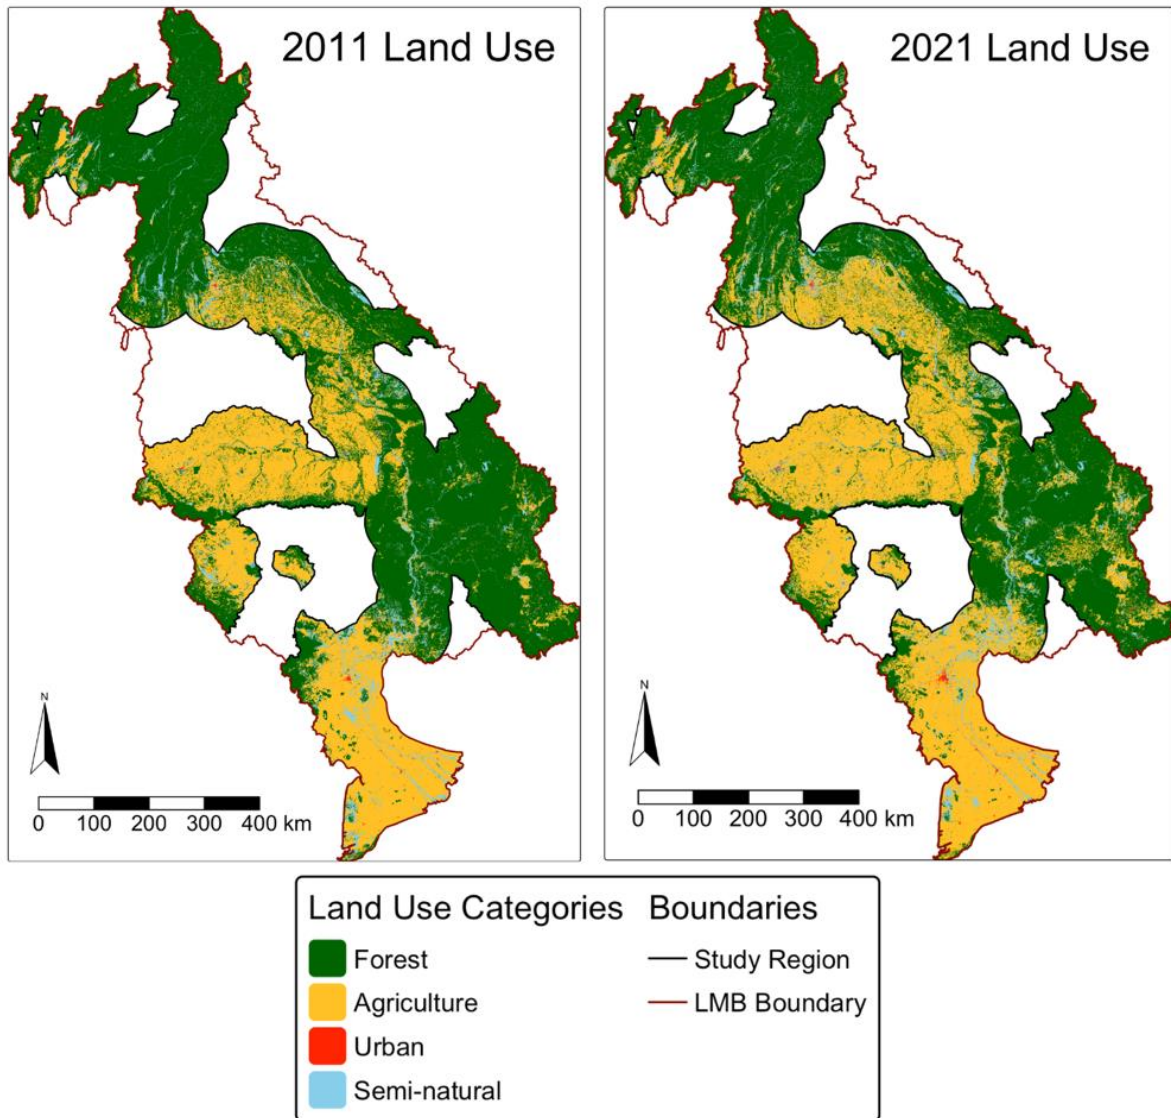 2011 Land Use
N
0 100 200 300 400 km
2021 Land Use
N
0 100 200 300 400 km
Land Use Categories
Forest
Agriculture
Urban
Semi-natural
Boundaries
Study Region
LMB Boundary